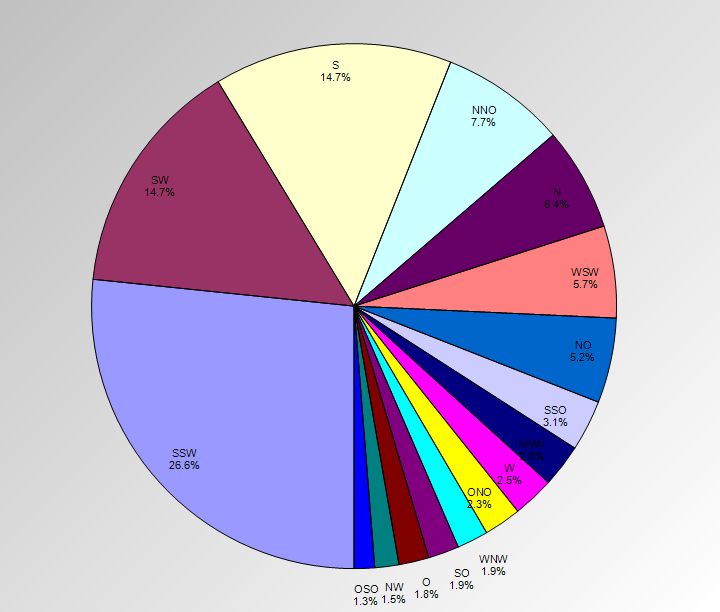 S
14.7%
NNO
7.7%
SW
14.7%
N
6.4%
WSW
5.7%
NO
5.2%
SSO
3.1%
NNW
W
2.5%
SSW
26.6%
ONO
2.3%
WNW
1.9%
SO
1.9%
O
1.8%
NW
1.5%
OSO
1.3%